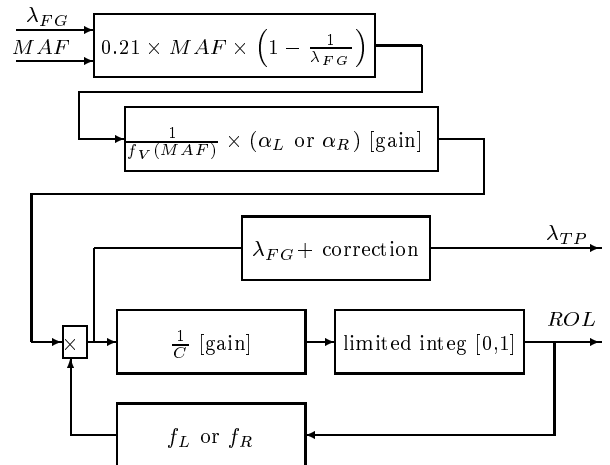 λ_FG
MAF
0.21 × MAF × (1 − 1/λ_FG)
1/f_V(MAF) × (α_L or α_R) [gain]
λ_FG + correction
λ_TP
×
1/C [gain]
limited integ [0,1]
ROL
f_L or f_R